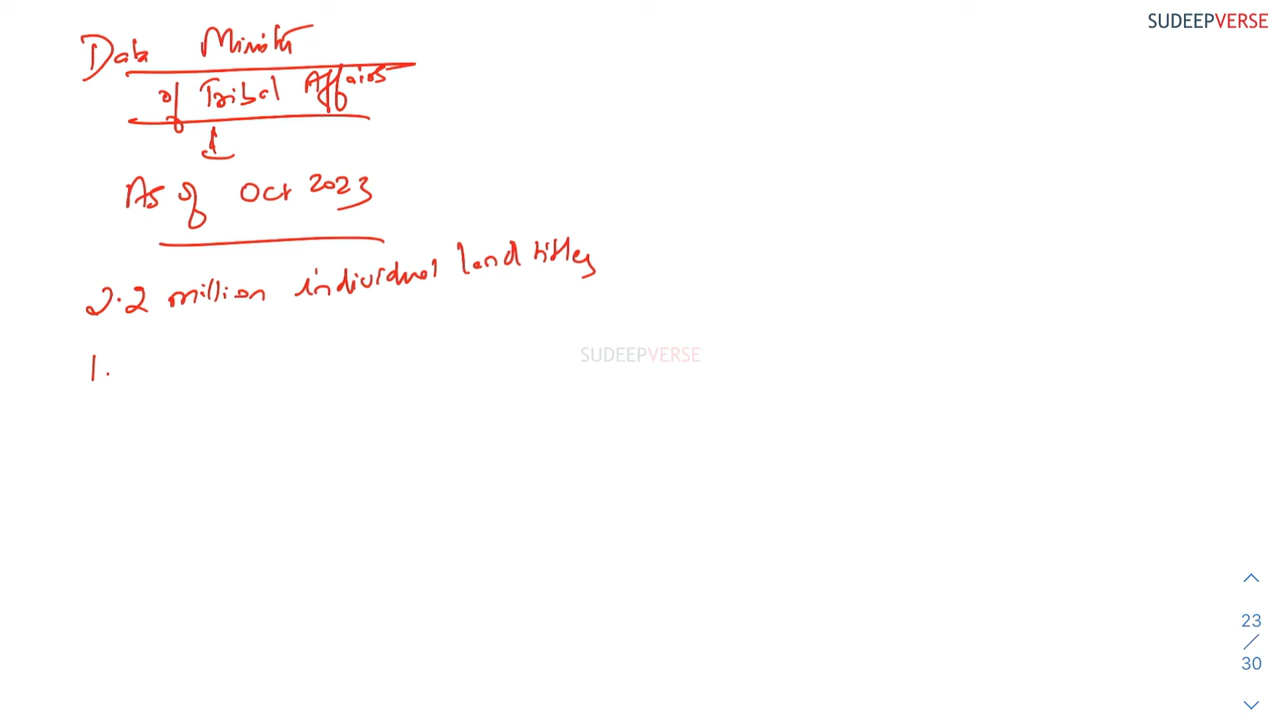 SUDEEPVERSE
Data Ministr
of Tribal Affairs
As of Oct 2023
2.2 million individual land titles
SUDEEPVERSE
1.
23
/
30